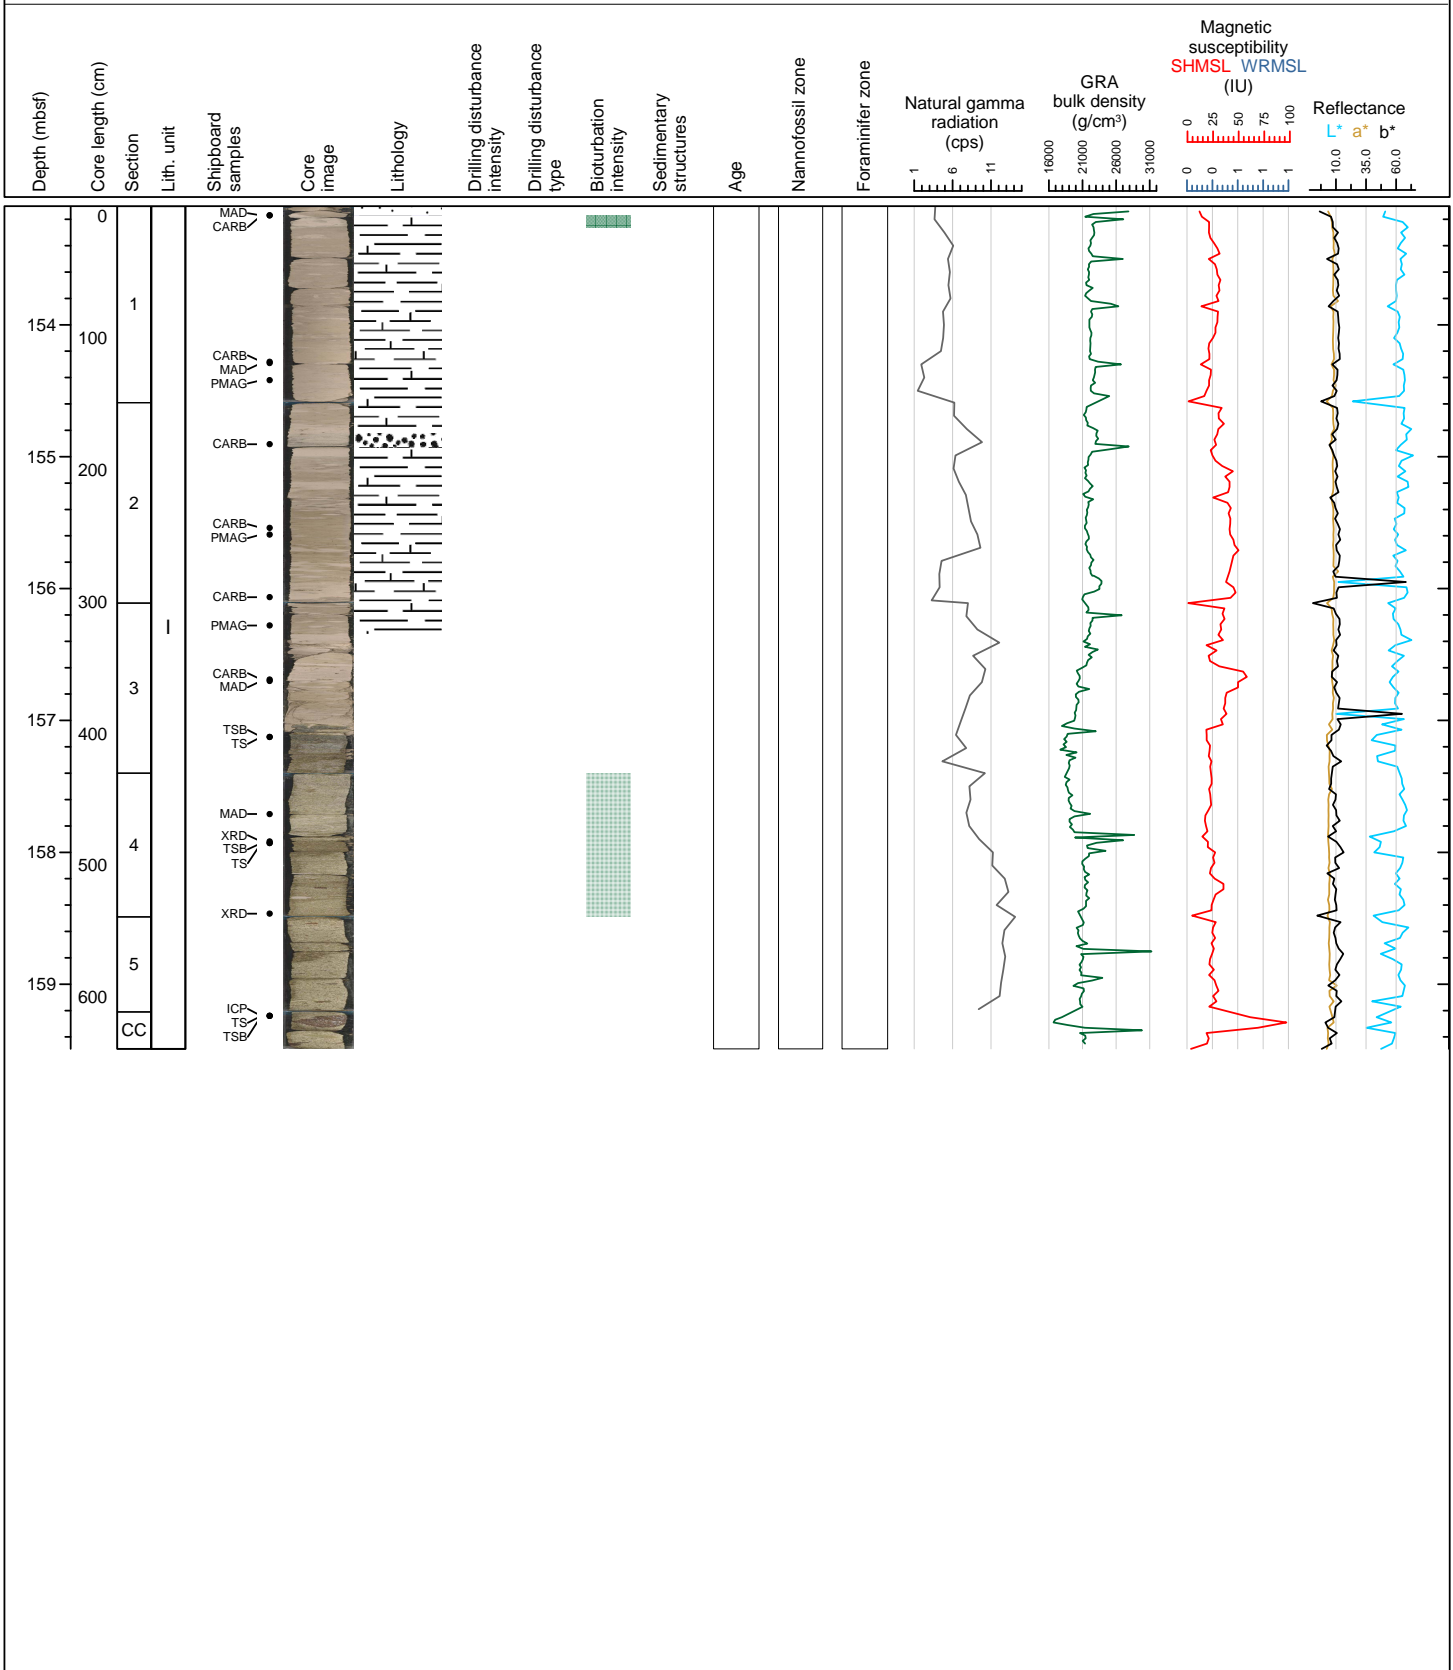 Depth (mbsf)
Core length (cm)
Section
Lith. unit
Shipboard
samples
Core
image
Lithology
Drilling disturbance
intensity
Drilling disturbance
type
Bioturbation
intensity
Sedimentary
structures
Age
Nannofossil zone
Foraminifer zone
Natural gamma
radiation
(cps)
1 6 11
GRA
bulk density
(g/cm³)
16000 21000 26000 31000
Magnetic
susceptibility
SHMSL WRMSL
(IU)
0 25 50 75 100
0 0 1 1 1
Reflectance
L* a* b*
10.0 35.0 60.0
0
MAD
CARB
1
154
100
CARB
MAD
PMAG
CARB
155
200
2
CARB
PMAG
156
CARB
300
PMAG
I
CARB
MAD
3
157
TSB
400
TS
MAD
XRD
4
TSB
158
500
TS
XRD
5
159
600
ICP
TS
CC
TSB